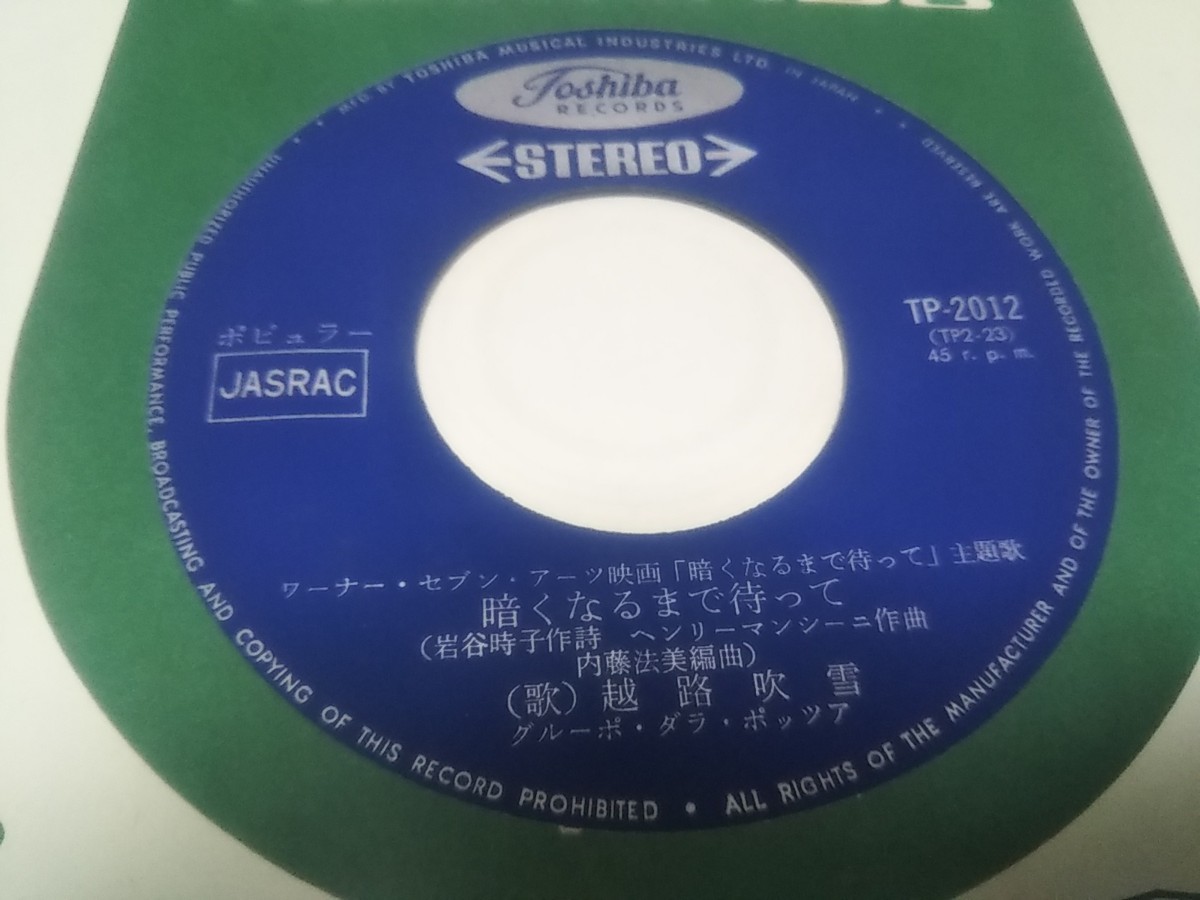 MFD BY TOSHIBA MUSICAL INDUSTRIES LTD. IN JAPAN
Toshiba
RECORDS
STEREO
TP-2012
(TP2-23)
45 r. p. m.
ポピュラー
JASRAC
ワーナー・セブン・アーツ映画「暗くなるまで待って」主題歌
暗くなるまで待って
(岩谷時子作詩 ヘンリーマンシーニ作曲
内藤法美編曲)
(歌) 越路吹雪
グルーポ・ダラ・ポッツア
UNAUTHORIZED PUBLIC PERFORMANCE, BROADCASTING AND COPYING OF THIS RECORD PROHIBITED • ALL RIGHTS OF THE MANUFACTURER AND OF THE OWNER OF THE RECORDED WORK ARE RESERVED